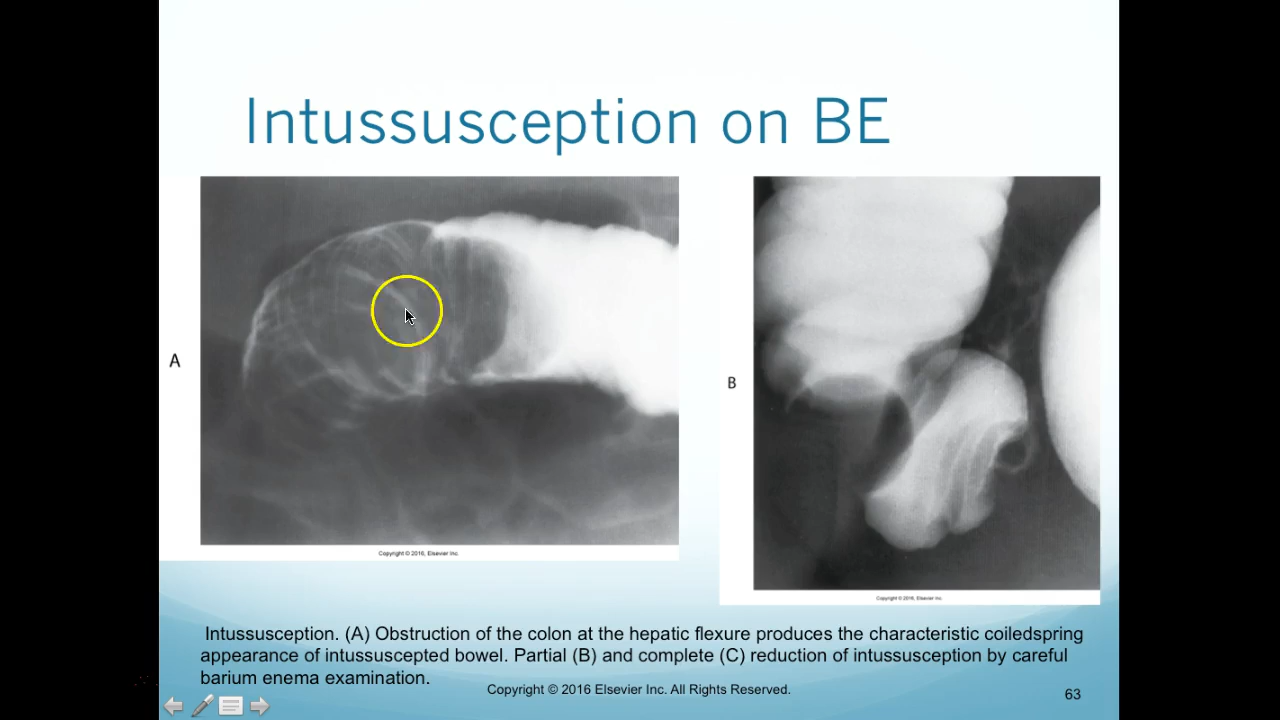 Intussusception on BE
A
B
Copyright © 2016, Elsevier Inc.
Copyright © 2016, Elsevier Inc.
Intussusception. (A) Obstruction of the colon at the hepatic flexure produces the characteristic coiledspring
appearance of intussuscepted bowel. Partial (B) and complete (C) reduction of intussusception by careful
barium enema examination.
Copyright © 2016 Elsevier Inc. All Rights Reserved.
63